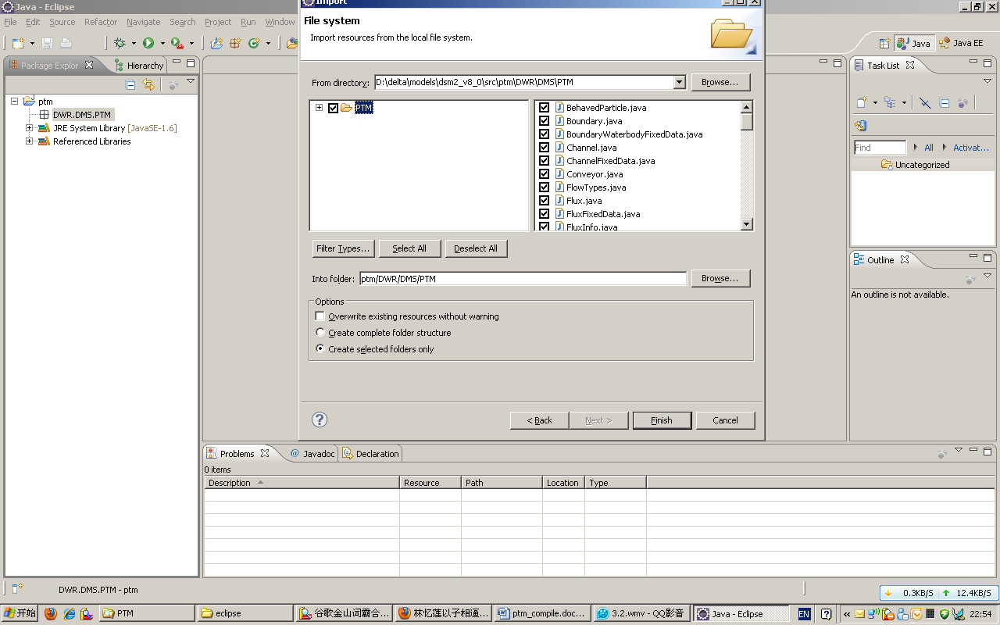 Java - Eclipse
Import
File Edit Source Refactor Navigate Search Project Run Window
File system
Import resources from the local file system.
Java
Java EE
Package Explor
Hierarchy
Task List
ptm
DWR.DMS.PTM
JRE System Library [JavaSE-1.6]
Referenced Libraries
From directory: D:\delta\models\dsm2_v8_0\src\ptm\DWR\DMS\PTM Browse...
PTM
BehavedParticle.java
Boundary.java
BoundaryWaterbodyFixedData.java
Channel.java
ChannelFixedData.java
Conveyor.java
FlowTypes.java
Flux.java
FluxFixedData.java
FluxInfo.java
Find All Activat...
Uncategorized
Filter Types... Select All Deselect All
Into folder: ptm/DWR/DMS/PTM Browse...
Options
Overwrite existing resources without warning
Create complete folder structure
Create selected folders only
Outline
An outline is not available.
? < Back Next > Finish Cancel
Problems @ Javadoc Declaration
0 items
Description Resource Path Location Type
DWR.DMS.PTM - ptm
0.3KB/S 12.4KB/S
开始 PTM eclipse 谷歌金山词霸合... 林忆莲以子相逼... ptm_compile.doc... 3.2.wmv - QQ影音 Java - Eclipse EN ? « 22:54